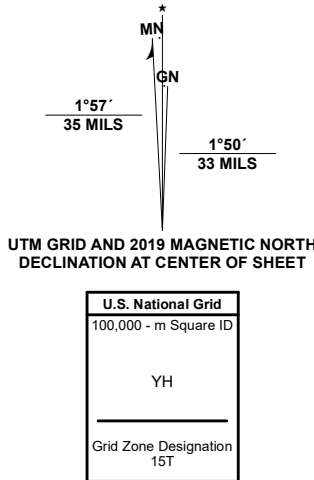 ★
MN
GN
1°57´
35 MILS
1°50´
33 MILS
UTM GRID AND 2019 MAGNETIC NORTH
DECLINATION AT CENTER OF SHEET
U.S. National Grid
100,000 - m Square ID
YH
Grid Zone Designation
15T